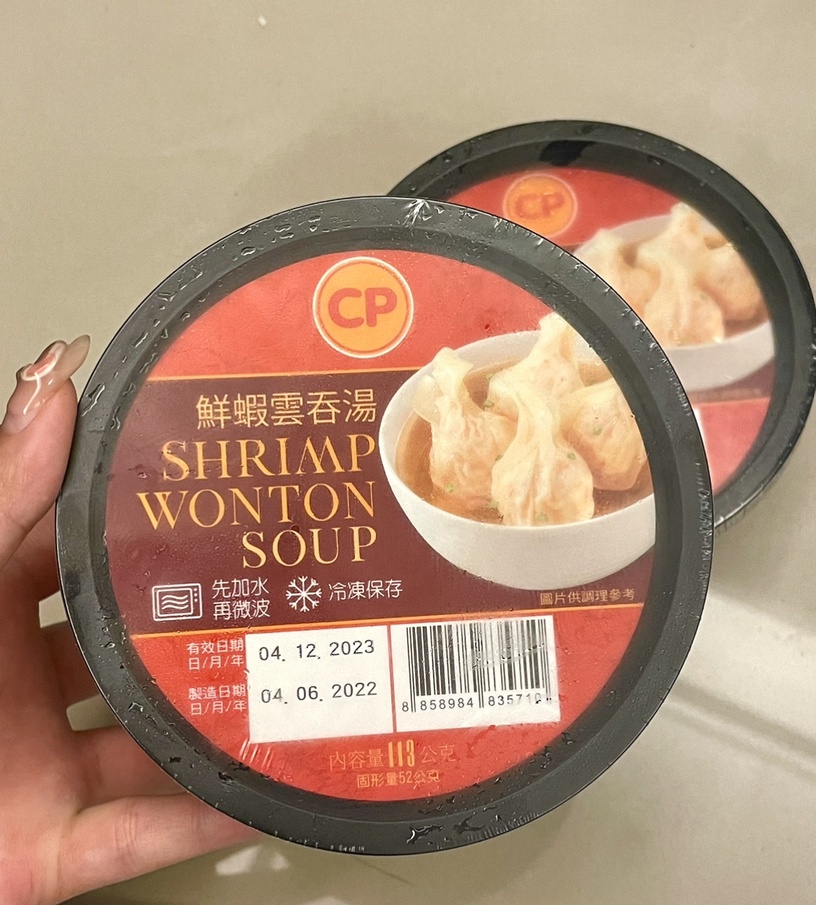 CP
CP
鮮蝦雲吞湯
SHRIMP
WONTON
SOUP
先加水
再微波
冷凍保存
圖片供調理參考
有效日期
日/月/年
04. 12. 2023
製造日期
日/月/年
04. 06. 2022
8 858984 83571
內容量113公克
固形量52公克